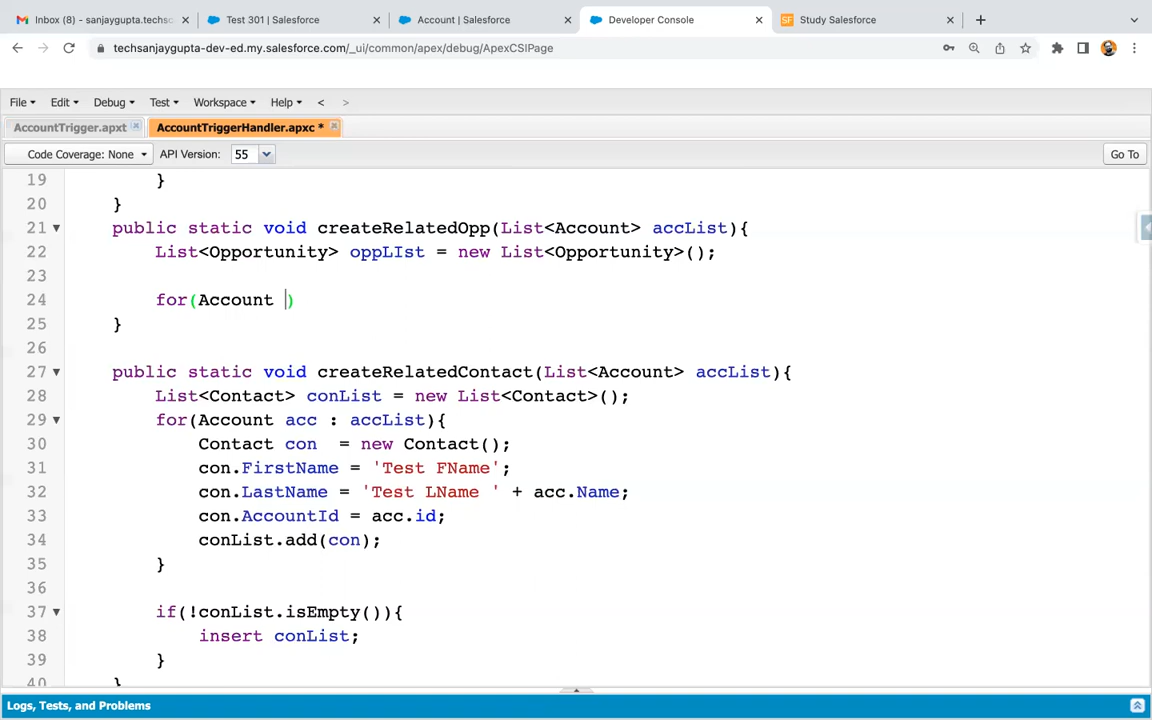 Inbox (8) - sanjaygupta.techsc
Test 301 | Salesforce
Account | Salesforce
Developer Console
Study Salesforce
techsanjaygupta-dev-ed.my.salesforce.com/_ui/common/apex/debug/ApexCSIPage
File Edit Debug Test Workspace Help < >
AccountTrigger.apxt
AccountTriggerHandler.apxc *
Code Coverage: None API Version: 55 Go To
19 }
20 }
21 public static void createRelatedOpp(List<Account> accList){
22 List<Opportunity> oppLIst = new List<Opportunity>();
23
24 for(Account )
25 }
26
27 public static void createRelatedContact(List<Account> accList){
28 List<Contact> conList = new List<Contact>();
29 for(Account acc : accList){
30 Contact con  = new Contact();
31 con.FirstName = 'Test FName';
32 con.LastName = 'Test LName ' + acc.Name;
33 con.AccountId = acc.id;
34 conList.add(con);
35 }
36
37 if(!conList.isEmpty()){
38 insert conList;
39 }
40 }
Logs, Tests, and Problems